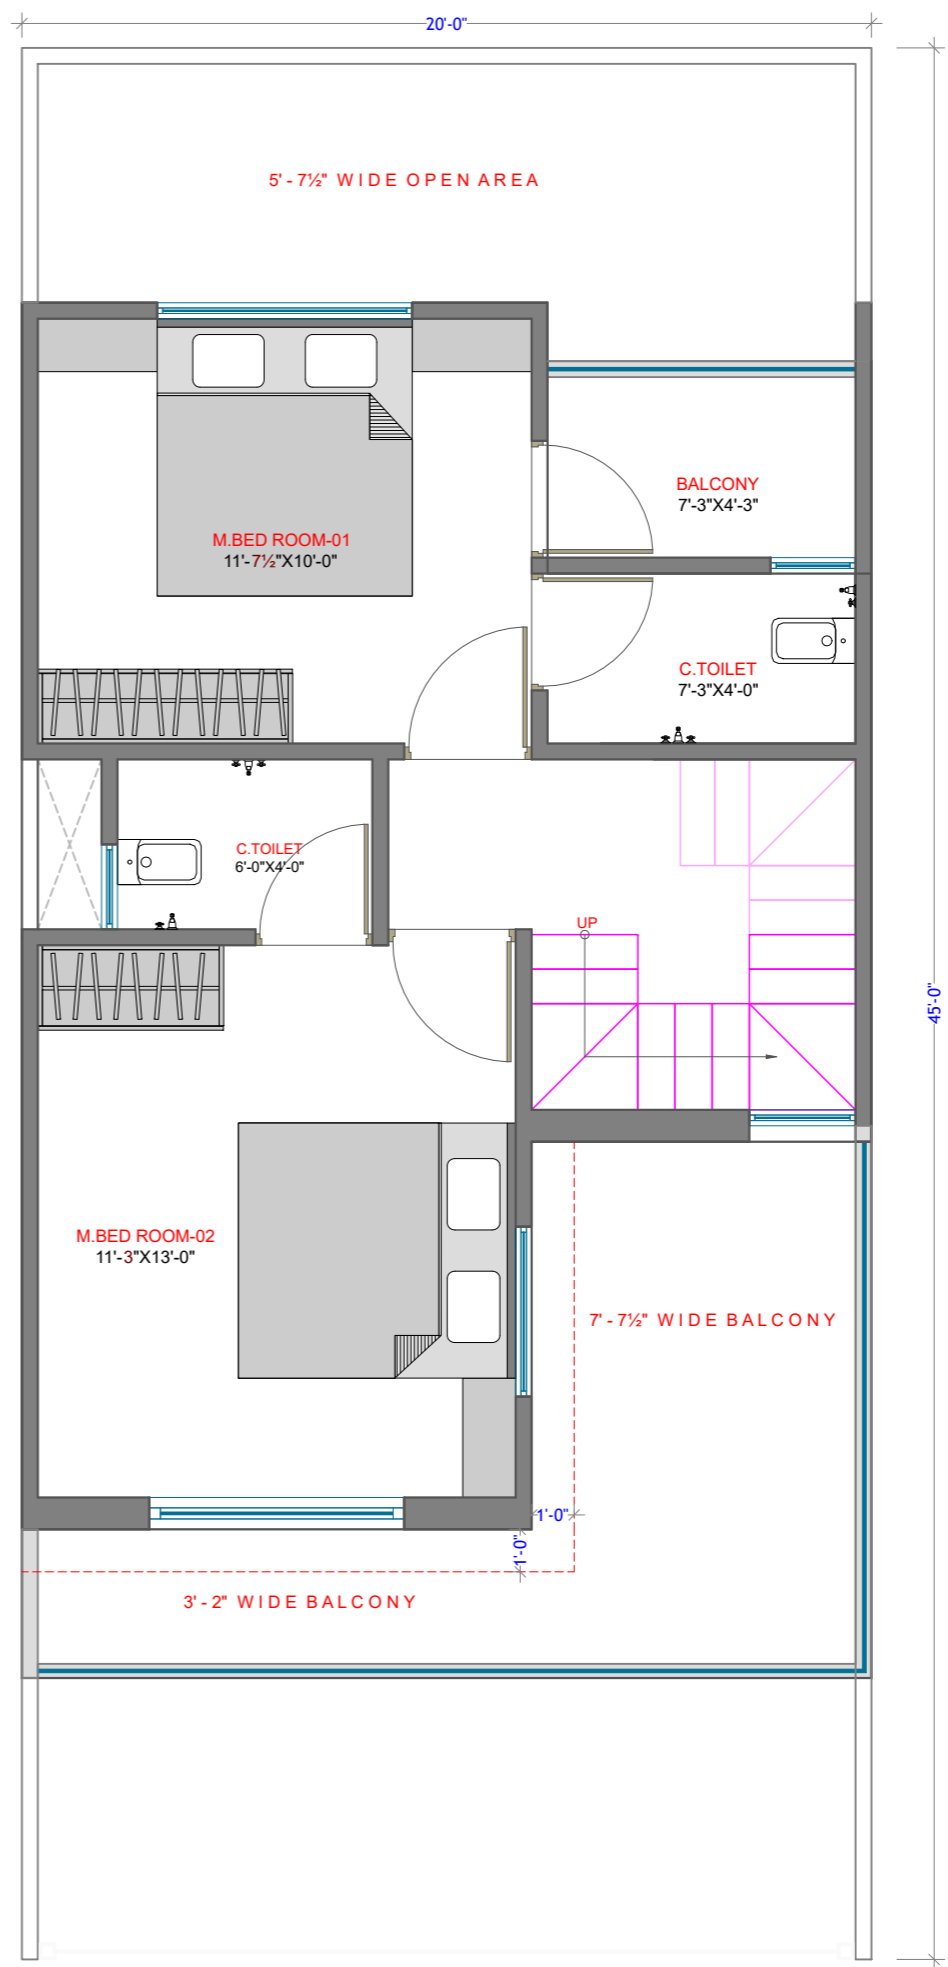 20'-0"
5' - 7½" WIDE OPEN AREA
BALCONY
7'-3"X4'-3"
M.BED ROOM-01
11'-7½"X10'-0"
C.TOILET
7'-3"X4'-0"
C.TOILET
6'-0"X4'-0"
UP
45'-0"
M.BED ROOM-02
11'-3"X13'-0"
7' - 7½" WIDE BALCONY
1'-0"
1'-0"
3' - 2" WIDE BALCONY